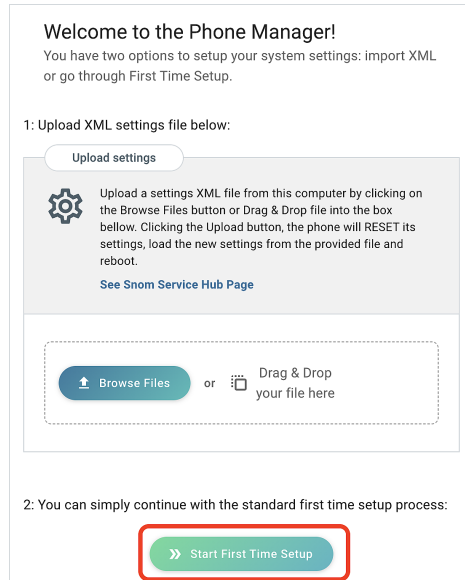 Welcome to the Phone Manager!
You have two options to setup your system settings: import XML
or go through First Time Setup.
1: Upload XML settings file below:
Upload settings
Upload a settings XML file from this computer by clicking on
the Browse Files button or Drag & Drop file into the box
bellow. Clicking the Upload button, the phone will RESET its
settings, load the new settings from the provided file and
reboot.
See Snom Service Hub Page
Browse Files
or
Drag & Drop
your file here
2: You can simply continue with the standard first time setup process:
Start First Time Setup